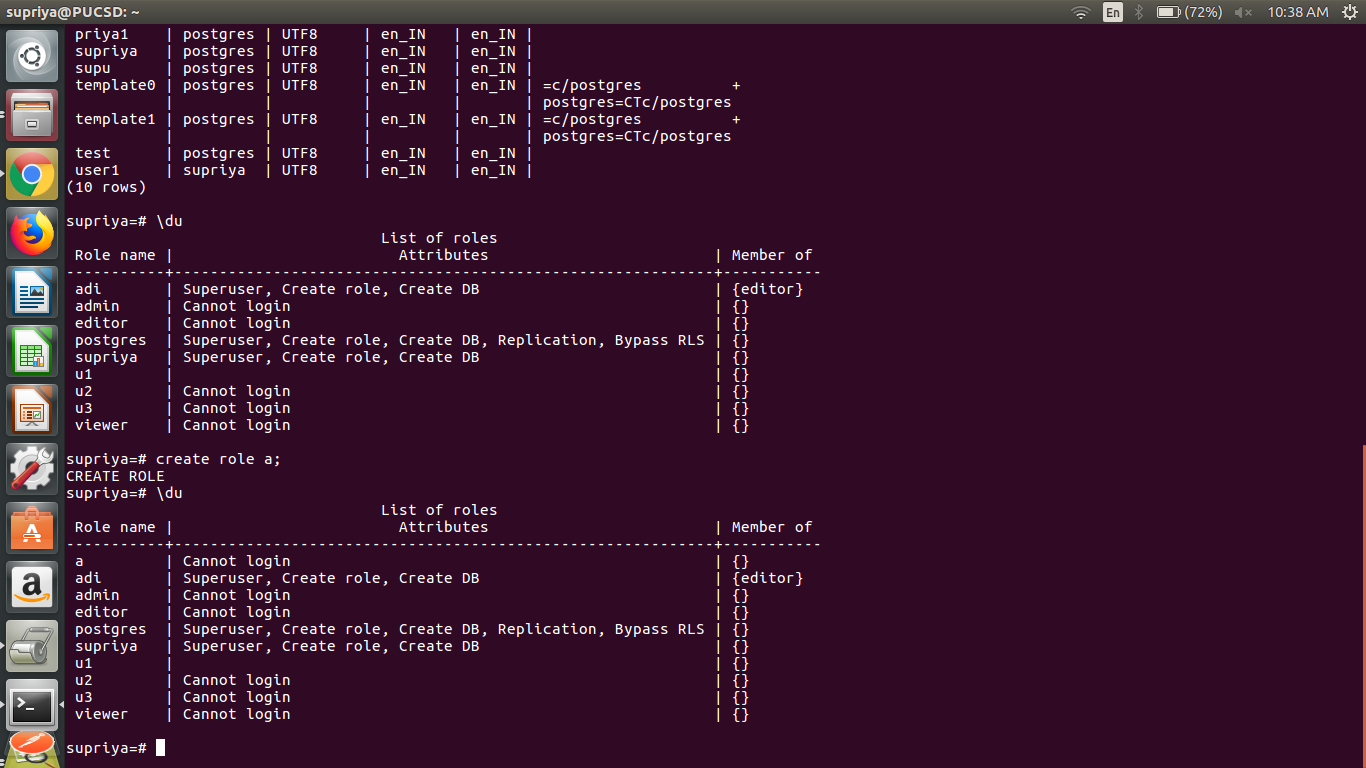 supriya@PUCSD: ~ En (72%) 10:38 AM
 priya1    | postgres | UTF8     | en_IN   | en_IN |
 supriya   | postgres | UTF8     | en_IN   | en_IN |
 supu      | postgres | UTF8     | en_IN   | en_IN |
 template0 | postgres | UTF8     | en_IN   | en_IN | =c/postgres          +
           |          |          |         |       | postgres=CTc/postgres
 template1 | postgres | UTF8     | en_IN   | en_IN | =c/postgres          +
           |          |          |         |       | postgres=CTc/postgres
 test      | postgres | UTF8     | en_IN   | en_IN |
 user1     | supriya  | UTF8     | en_IN   | en_IN |
(10 rows)
supriya=# \du
                                   List of roles
 Role name |                         Attributes                         | Member of
-----------+------------------------------------------------------------+-----------
 adi       | Superuser, Create role, Create DB                          | {editor}
 admin     | Cannot login                                               | {}
 editor    | Cannot login                                               | {}
 postgres  | Superuser, Create role, Create DB, Replication, Bypass RLS | {}
 supriya   | Superuser, Create role, Create DB                          | {}
 u1        |                                                            | {}
 u2        | Cannot login                                               | {}
 u3        | Cannot login                                               | {}
 viewer    | Cannot login                                               | {}
supriya=# create role a;
CREATE ROLE
supriya=# \du
                                   List of roles
 Role name |                         Attributes                         | Member of
-----------+------------------------------------------------------------+-----------
 a         | Cannot login                                               | {}
 adi       | Superuser, Create role, Create DB                          | {editor}
 admin     | Cannot login                                               | {}
 editor    | Cannot login                                               | {}
 postgres  | Superuser, Create role, Create DB, Replication, Bypass RLS | {}
 supriya   | Superuser, Create role, Create DB                          | {}
 u1        |                                                            | {}
 u2        | Cannot login                                               | {}
 u3        | Cannot login                                               | {}
 viewer    | Cannot login                                               | {}
supriya=#